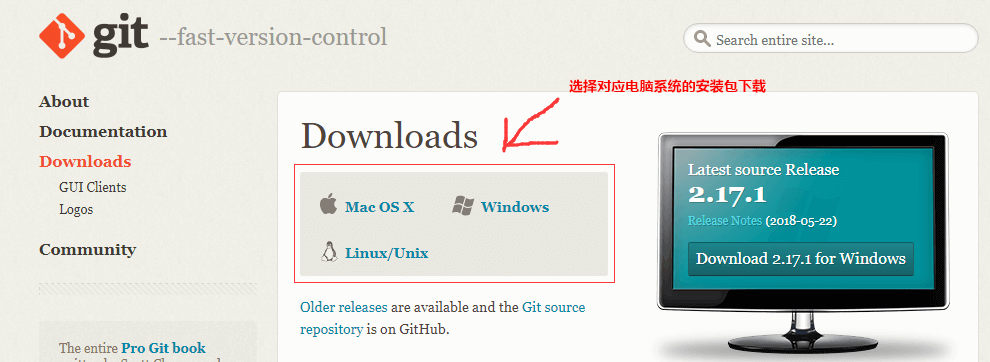 git --fast-version-control
Search entire site...
选择对应电脑系统的安装包下载
About
Documentation
Downloads
GUI Clients
Logos
Community
The entire Pro Git book
Downloads
Mac OS X
Windows
Linux/Unix
Older releases are available and the Git source
repository is on GitHub.
Latest source Release
2.17.1
Release Notes (2018-05-22)
Download 2.17.1 for Windows